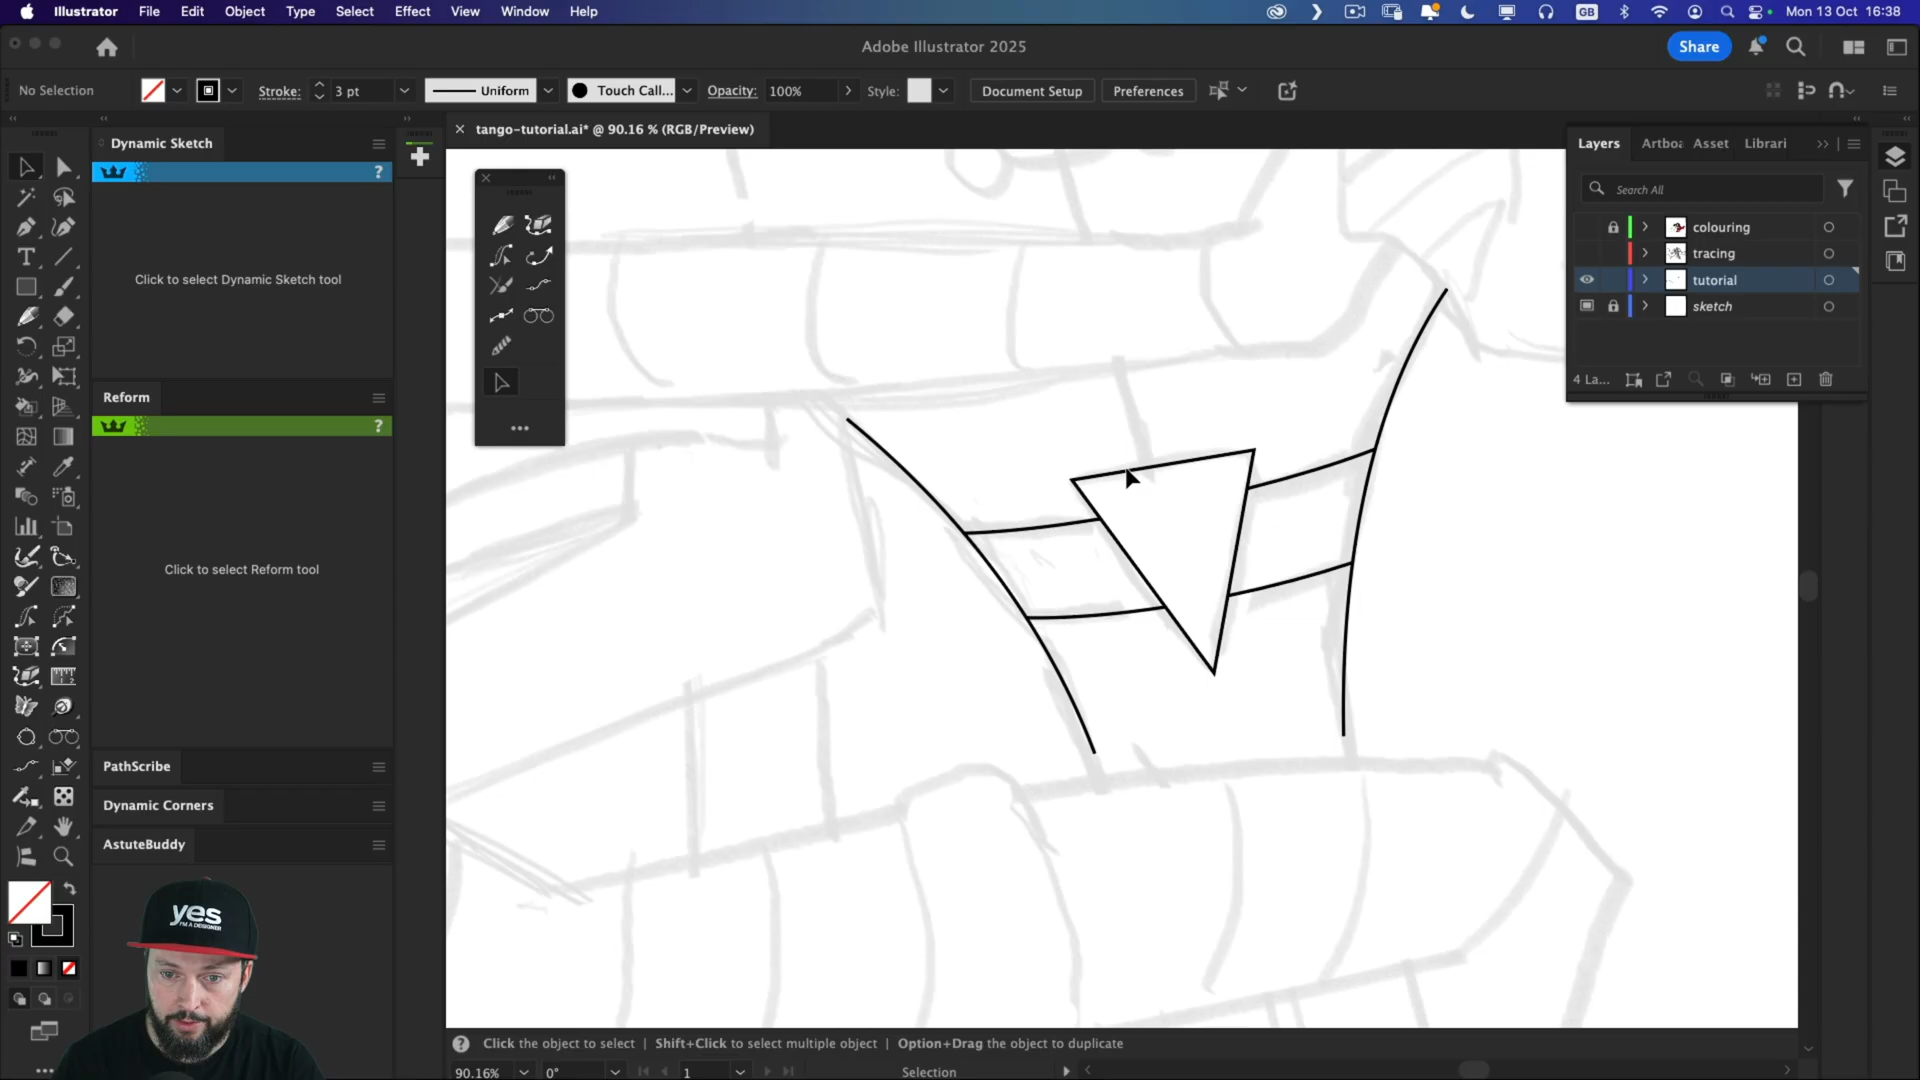 Illustrator File Edit Object Type Select Effect View Window Help
GB
Mon 13 Oct 16:38
Adobe Illustrator 2025
Share
No Selection
Stroke: 3 pt
Uniform
Touch Call...
Opacity: 100%
Style:
Document Setup
Preferences
× tango-tutorial.ai* @ 90.16 % (RGB/Preview)
Dynamic Sketch
?
Click to select Dynamic Sketch tool
Reform
?
Click to select Reform tool
PathScribe
Dynamic Corners
AstuteBuddy
Layers Artboa Asset Librari
Search All
colouring
tracing
tutorial
sketch
4 La...
yes
I'M A DESIGNER
? Click the object to select | Shift+Click to select multiple object | Option+Drag the object to duplicate
90.16% 0° 1 Selection